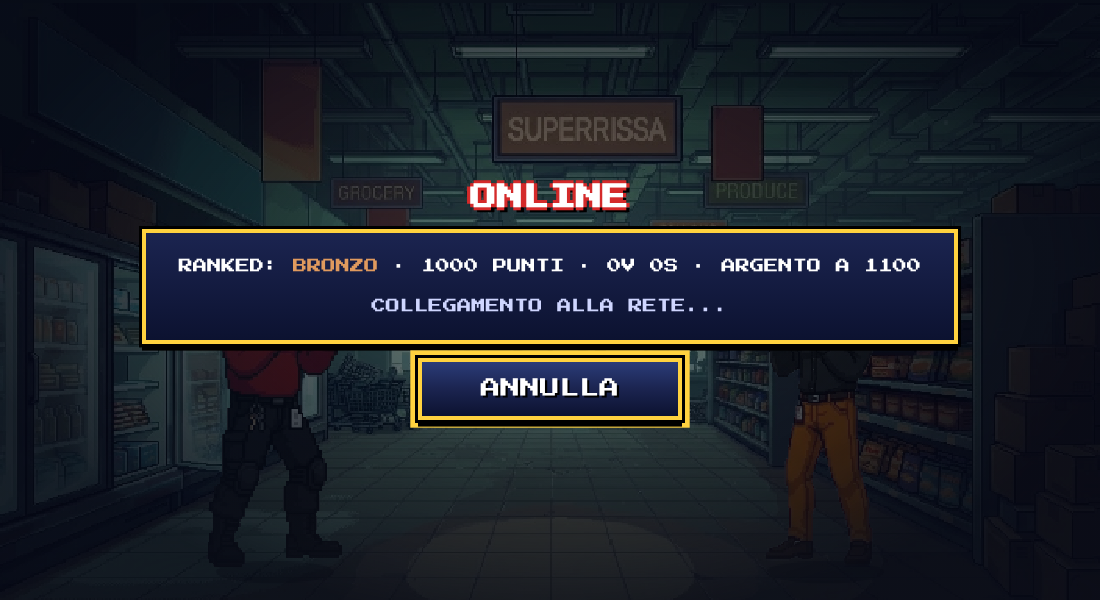 SUPERRISSA
GROCERY
PRODUCE
ONLINE
RANKED: BRONZO · 1000 PUNTI · 0V 0S · ARGENTO A 1100
COLLEGAMENTO ALLA RETE...
ANNULLA